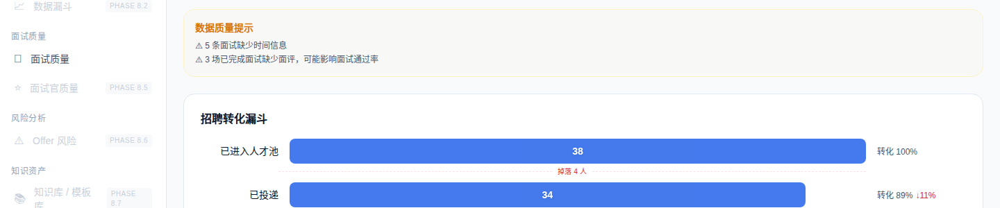 数据漏斗 PHASE 8.2
面试质量
面试质量
面试官质量 PHASE 8.5
风险分析
Offer 风险 PHASE 8.6
知识资产
知识库 / 模板库 PHASE 8.7
数据质量提示
⚠ 5 条面试缺少时间信息
⚠ 3 场已完成面试缺少面评，可能影响面试通过率
招聘转化漏斗
已进入人才池 38 转化 100%
掉落 4 人
已投递 34 转化 89% ↓11%